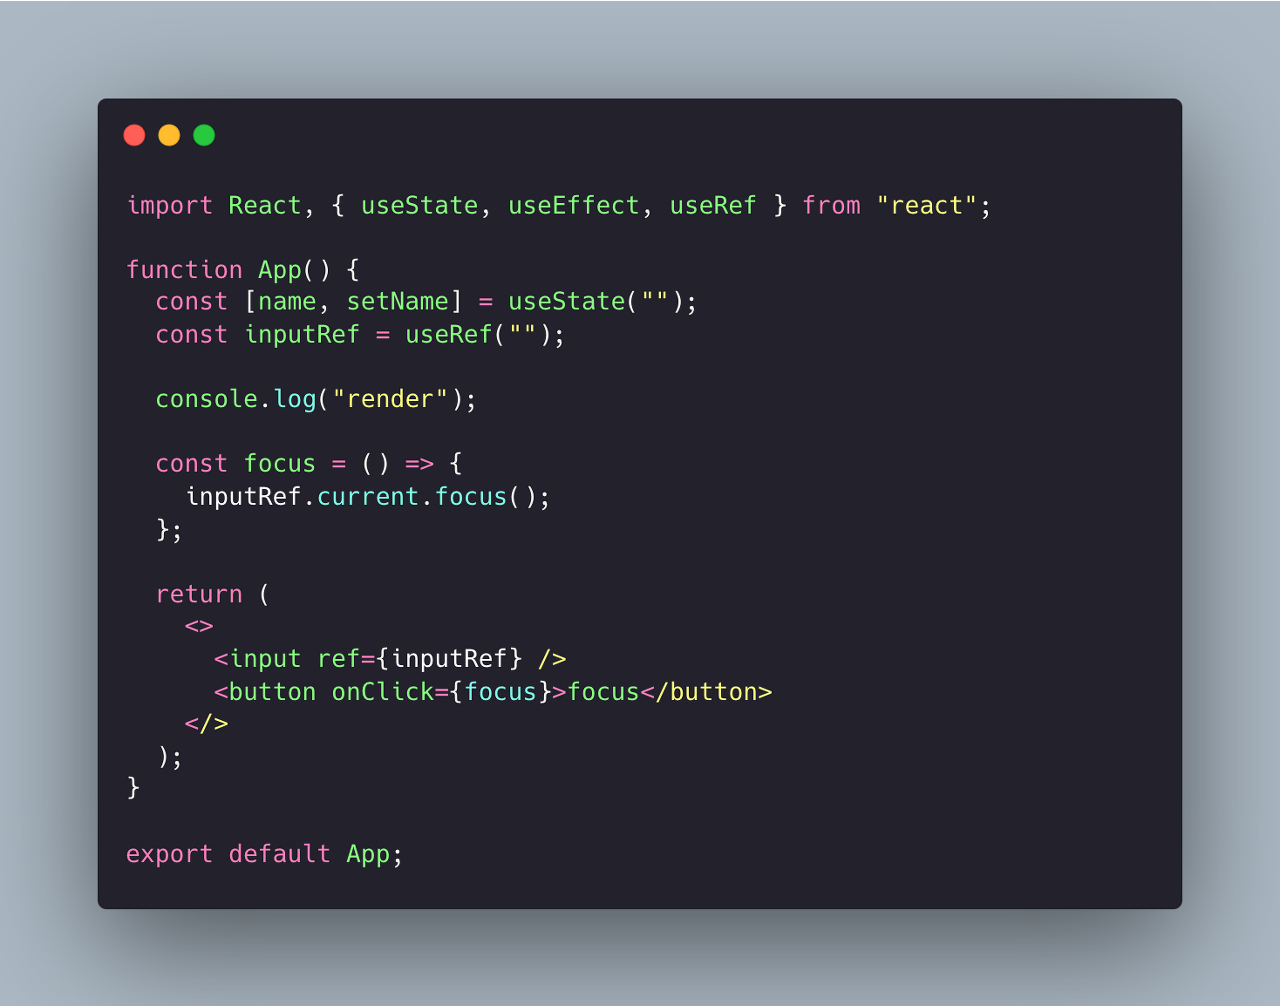 import React, { useState, useEffect, useRef } from "react";
function App() {
const [name, setName] = useState("");
const inputRef = useRef("");
console.log("render");
const focus = () => {
inputRef.current.focus();
};
return (
<>
<input ref={inputRef} />
<button onClick={focus}>focus</button>
</>
);
}
export default App;